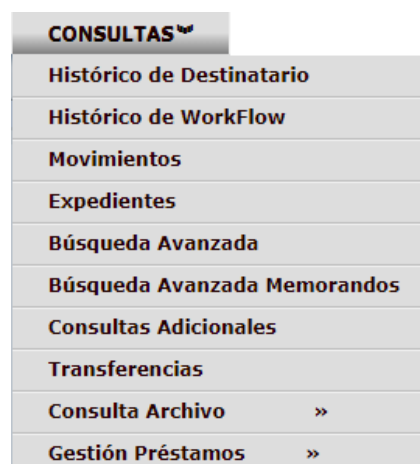 CONSULTAS
Histórico de Destinatario
Histórico de WorkFlow
Movimientos
Expedientes
Búsqueda Avanzada
Búsqueda Avanzada Memorandos
Consultas Adicionales
Transferencias
Consulta Archivo »
Gestión Préstamos »